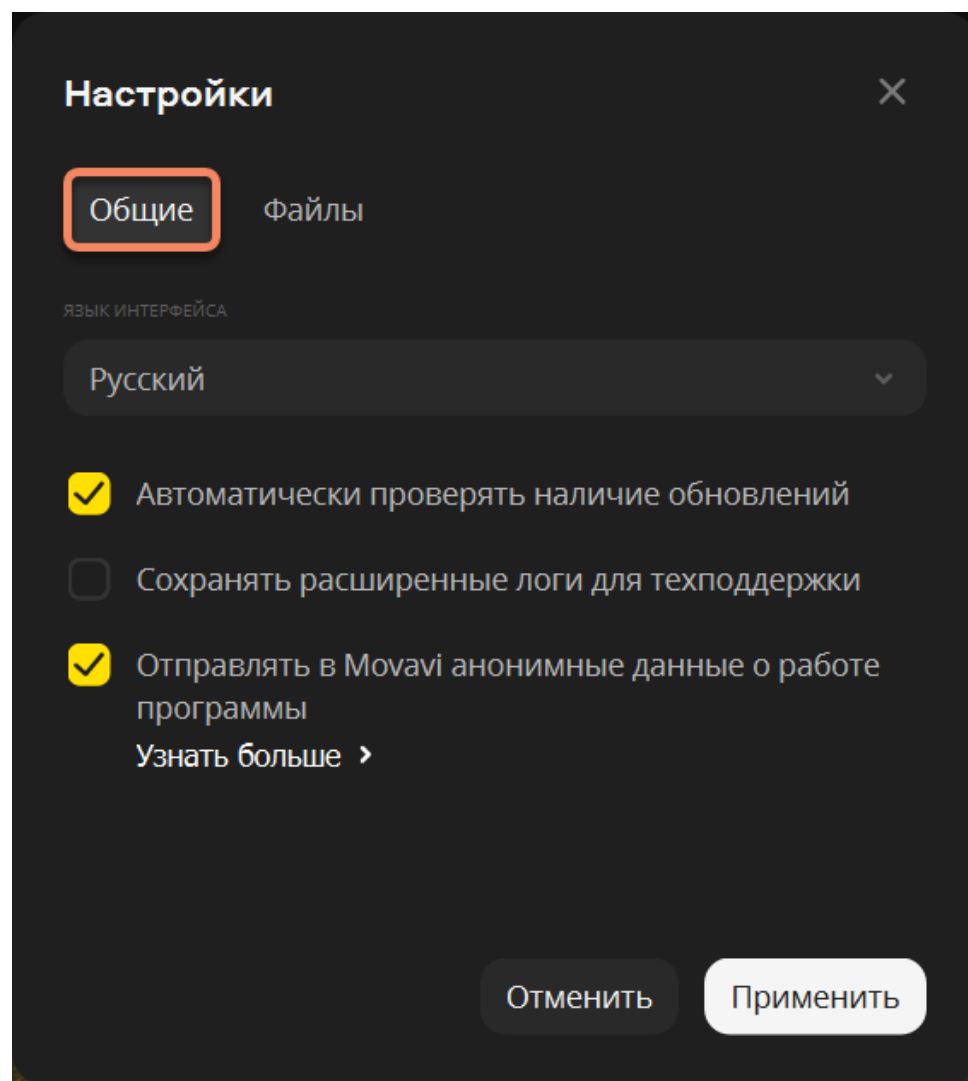 Настройки
Общие Файлы
ЯЗЫК ИНТЕРФЕЙСА
Русский
Автоматически проверять наличие обновлений
Сохранять расширенные логи для техподдержки
Отправлять в Movavi анонимные данные о работе
программы
Узнать больше
Отменить Применить